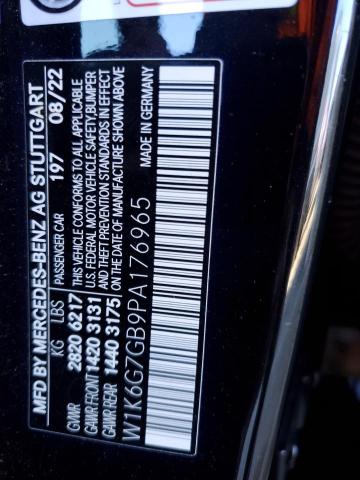 MFD BY MERCEDES-BENZ AG STUTTGART
KG LBS PASSENGER CAR 197 08/22
GVWR 2820 6217 THIS VEHICLE CONFORMS TO ALL APPLICABLE
GAWR FRONT 1420 3131 U.S. FEDERAL MOTOR VEHICLE SAFETY, BUMPER
GAWR REAR 1440 3175 AND THEFT PREVENTION STANDARDS IN EFFECT
ON THE DATE OF MANUFACTURE SHOWN ABOVE
MADE IN GERMANY
W1K6G7GB9PA176965